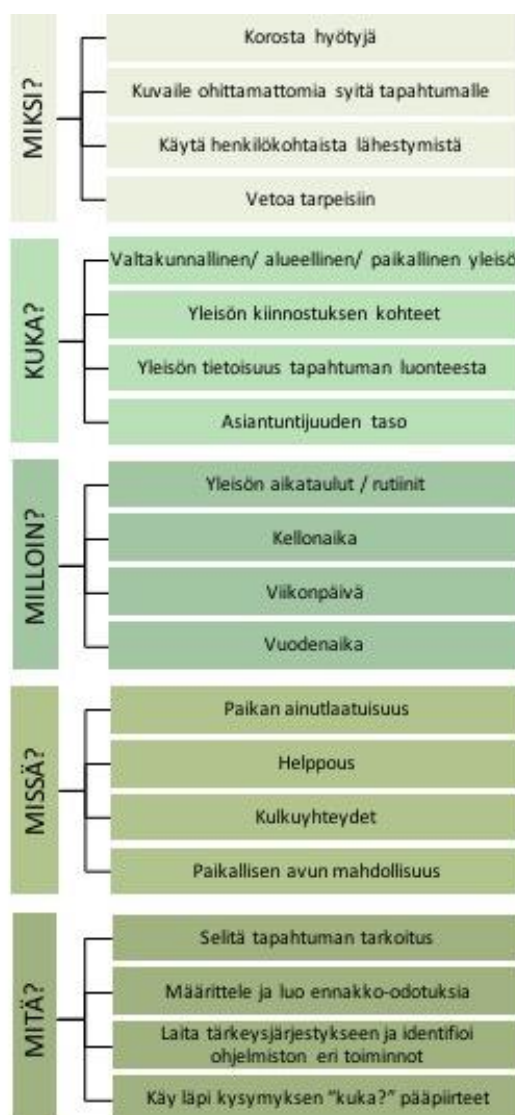 MIKSI?
Korosta hyötyjä
Kuvaile ohittamattomia syitä tapahtumalle
Käytä henkilökohtaista lähestymistä
Vetoa tarpeisiin
KUKA?
Valtakunnallinen/ alueellinen/ paikallinen yleisö
Yleisön kiinnostuksen kohteet
Yleisön tietoisuus tapahtuman luonteesta
Asiantuntijuuden taso
MILLOIN?
Yleisön aikataulut / rutiinit
Kellonaika
Viikonpäivä
Vuodenaika
MISSÄ?
Paikan ainutlaatuisuus
Helppous
Kulkuyhteydet
Paikallisen avun mahdollisuus
MITÄ?
Selitä tapahtuman tarkoitus
Määrittele ja luo ennakko-odotuksia
Laita tärkeysjärjestykseen ja identifioi
ohjelmiston eri toiminnot
Käy läpi kysymyksen "kuka?" pääpiirteet